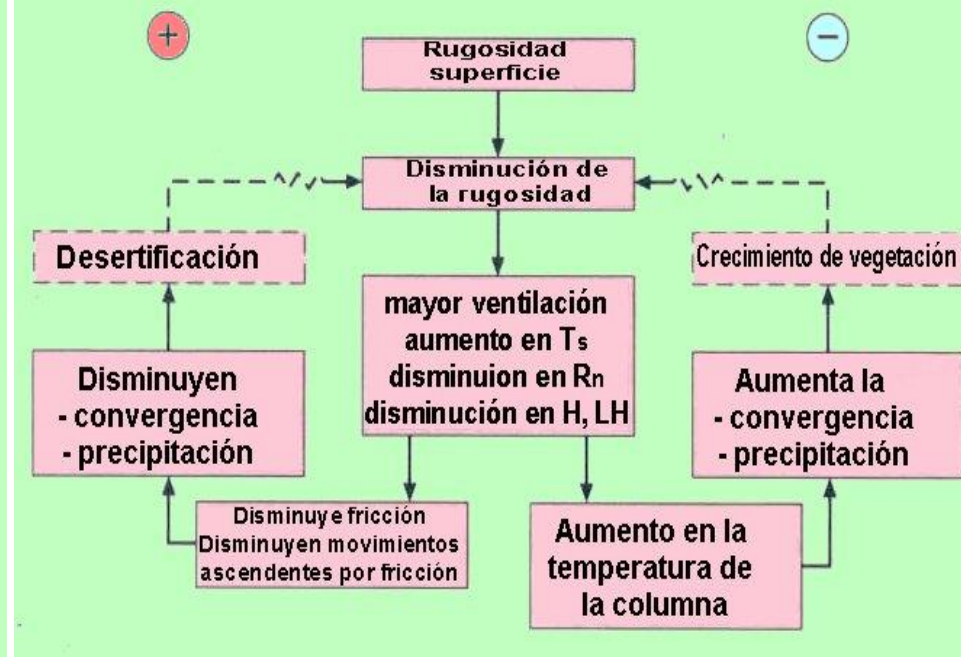 +
−
Rugosidad
superficie
Disminución de
la rugosidad
Desertificación
Crecimiento de vegetación
mayor ventilación
aumento en Ts
disminuion en Rn
disminución en H, LH
Disminuyen
- convergencia
- precipitación
Aumenta la
- convergencia
- precipitación
Disminuye fricción
Disminuyen movimientos
ascendentes por fricción
Aumento en la
temperatura de
la columna